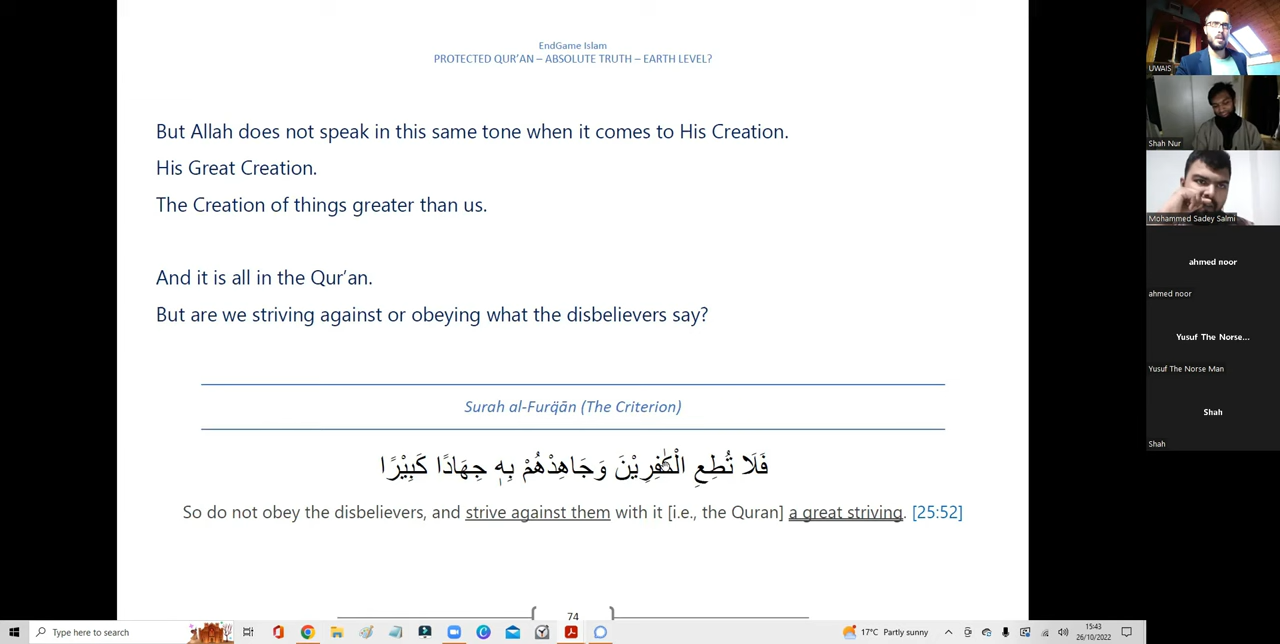 EndGame Islam
PROTECTED QUR’AN – ABSOLUTE TRUTH – EARTH LEVEL?
But Allah does not speak in this same tone when it comes to His Creation.
His Great Creation.
The Creation of things greater than us.
And it is all in the Qur’an.
But are we striving against or obeying what the disbelievers say?
Surah al-Furq̈ān (The Criterion)
فَلَا تُطِعِ الْكٰفِرِيْنَ وَجَاهِدْهُمْ بِهٖ جِهَادًا كَبِيْرًا
So do not obey the disbelievers, and strive against them with it [i.e., the Quran] a great striving. [25:52]
74
UWAIS
Shah Nur
Mohammed Sadey Salmi
ahmed noor
ahmed noor
Yusuf The Norse...
Yusuf The Norse Man
Shah
Shah
Type here to search
17°C Partly sunny
15:43
26/10/2022